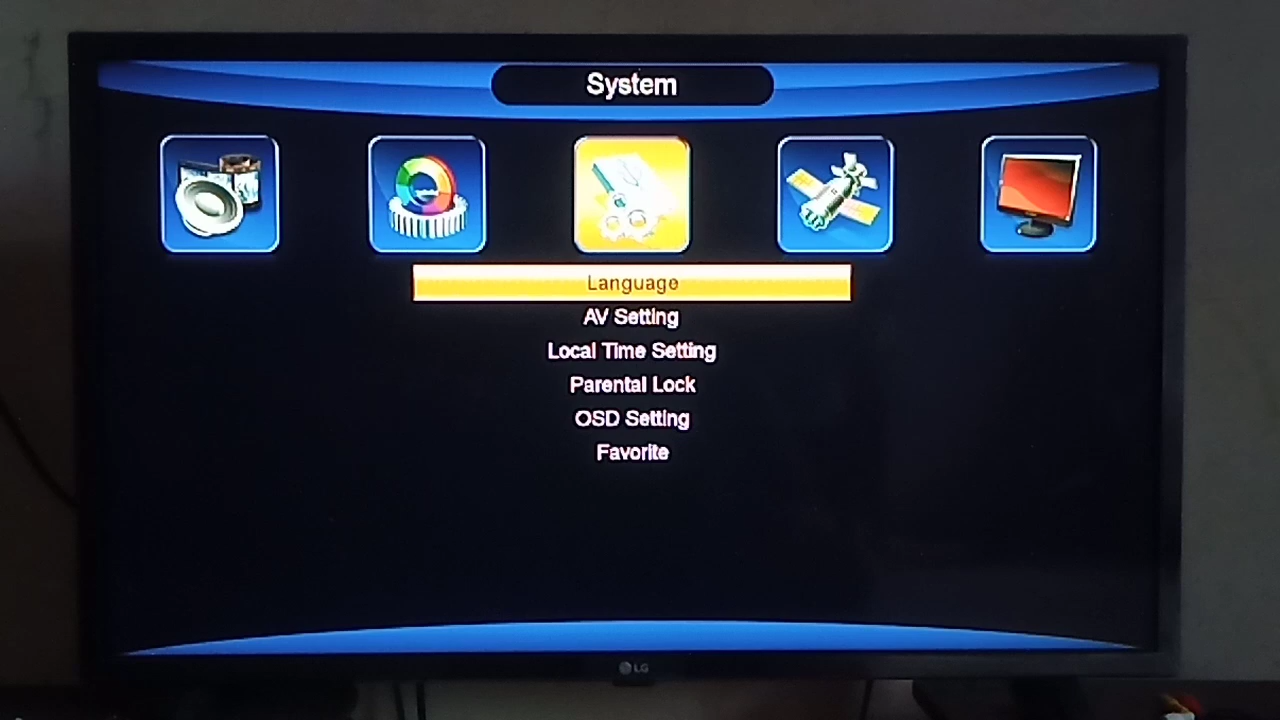 System
Language
AV Setting
Local Time Setting
Parental Lock
OSD Setting
Favorite
LG